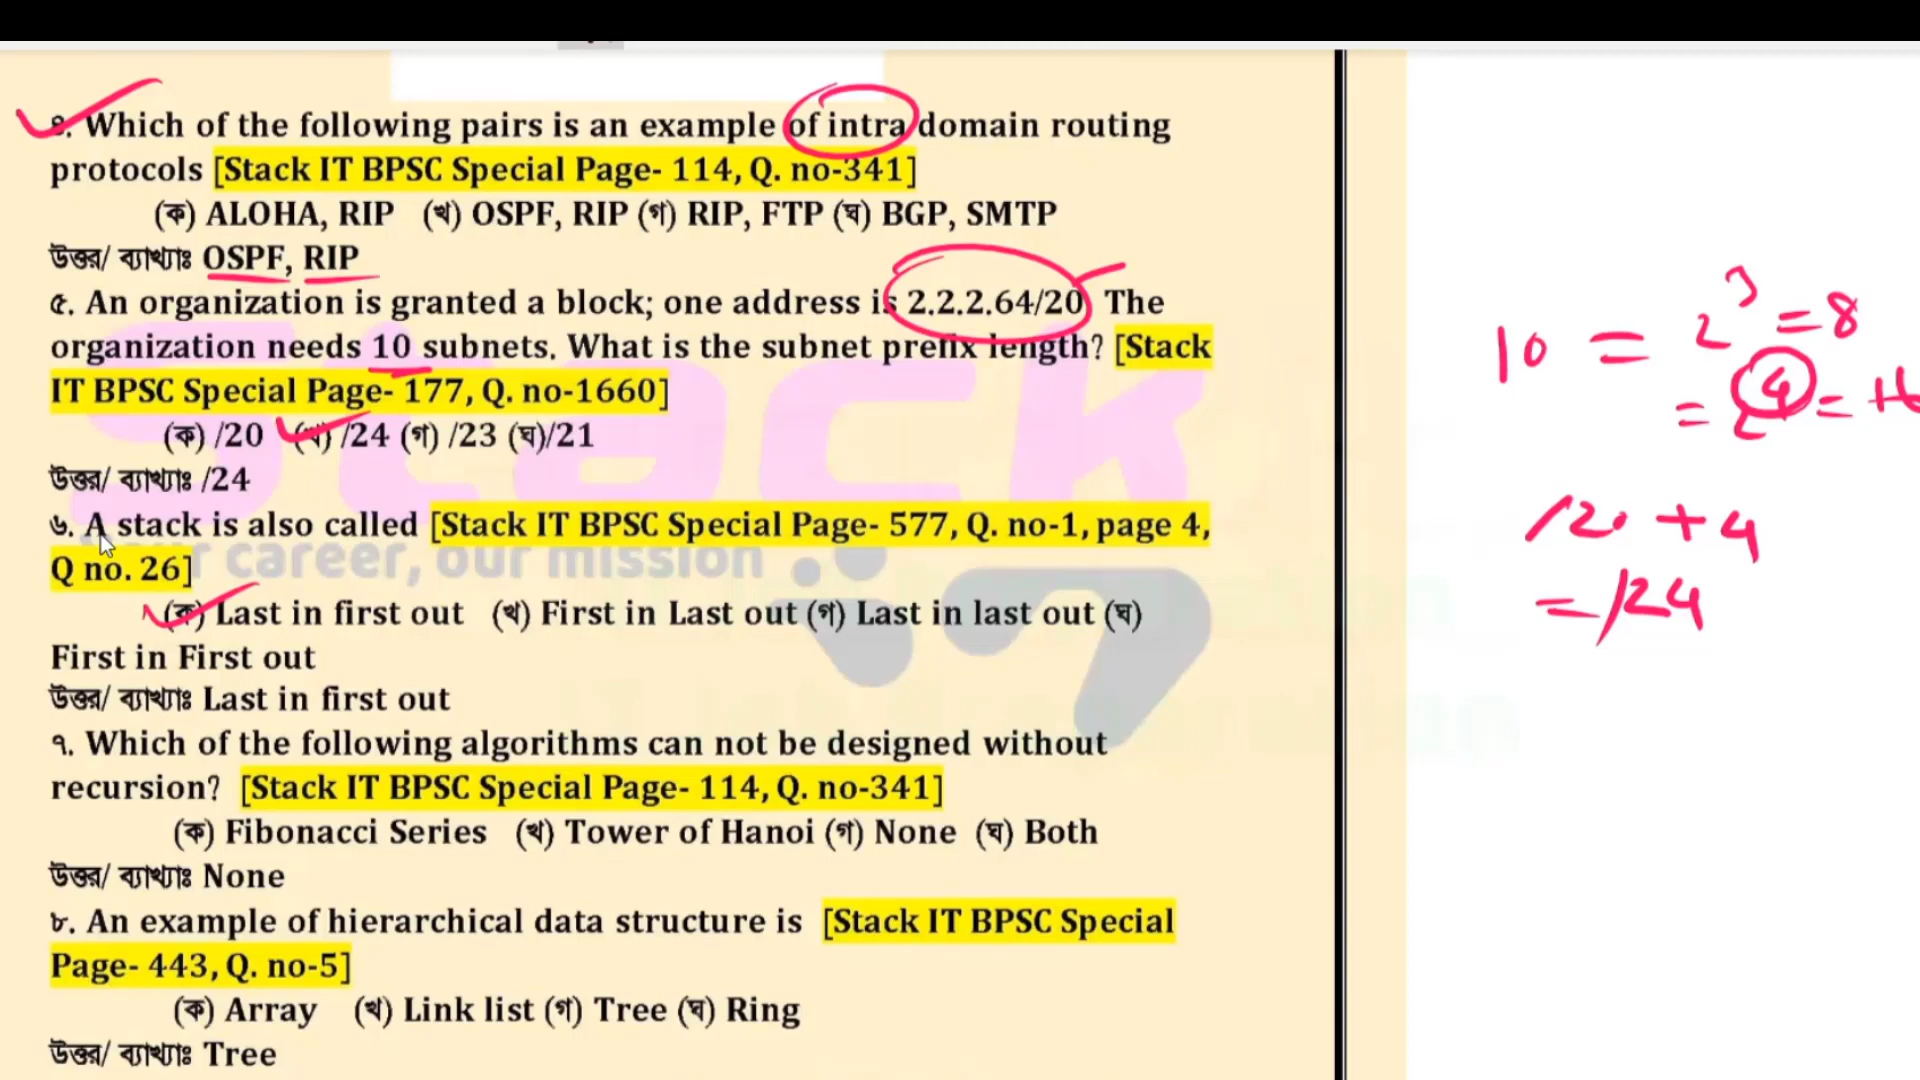 ৪. Which of the following pairs is an example of intra domain routing
protocols [Stack IT BPSC Special Page- 114, Q. no-341]
(ক) ALOHA, RIP (খ) OSPF, RIP (গ) RIP, FTP (ঘ) BGP, SMTP
উত্তর/ ব্যাখ্যাঃ OSPF, RIP
৫. An organization is granted a block; one address is 2.2.2.64/20 The
organization needs 10 subnets. What is the subnet prefix length? [Stack
IT BPSC Special Page- 177, Q. no-1660]
(ক) /20 (খ) /24 (গ) /23 (ঘ)/21
উত্তর/ ব্যাখ্যাঃ /24
৬. A stack is also called [Stack IT BPSC Special Page- 577, Q. no-1, page 4,
Q no. 26]
(ক) Last in first out (খ) First in Last out (গ) Last in last out (ঘ)
First in First out
উত্তর/ ব্যাখ্যাঃ Last in first out
৭. Which of the following algorithms can not be designed without
recursion? [Stack IT BPSC Special Page- 114, Q. no-341]
(ক) Fibonacci Series (খ) Tower of Hanoi (গ) None (ঘ) Both
উত্তর/ ব্যাখ্যাঃ None
৮. An example of hierarchical data structure is [Stack IT BPSC Special
Page- 443, Q. no-5]
(ক) Array (খ) Link list (গ) Tree (ঘ) Ring
উত্তর/ ব্যাখ্যাঃ Tree
Stack
career, our mission
10 = 2 3 = 8
= 2 4 = 16
/20 + 4
= /24